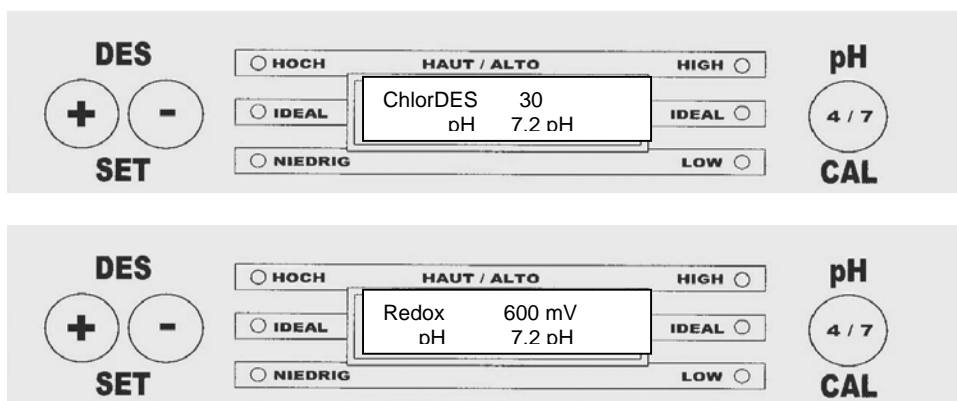 DES
pH
HOCH HAUT / ALTO HIGH
ChlorDES 30
+ - IDEAL IDEAL 4 / 7
pH 7.2 pH
SET NIEDRIG LOW CAL
DES
pH
HOCH HAUT / ALTO HIGH
Redox 600 mV
+ - IDEAL IDEAL 4 / 7
pH 7.2 pH
SET NIEDRIG LOW CAL